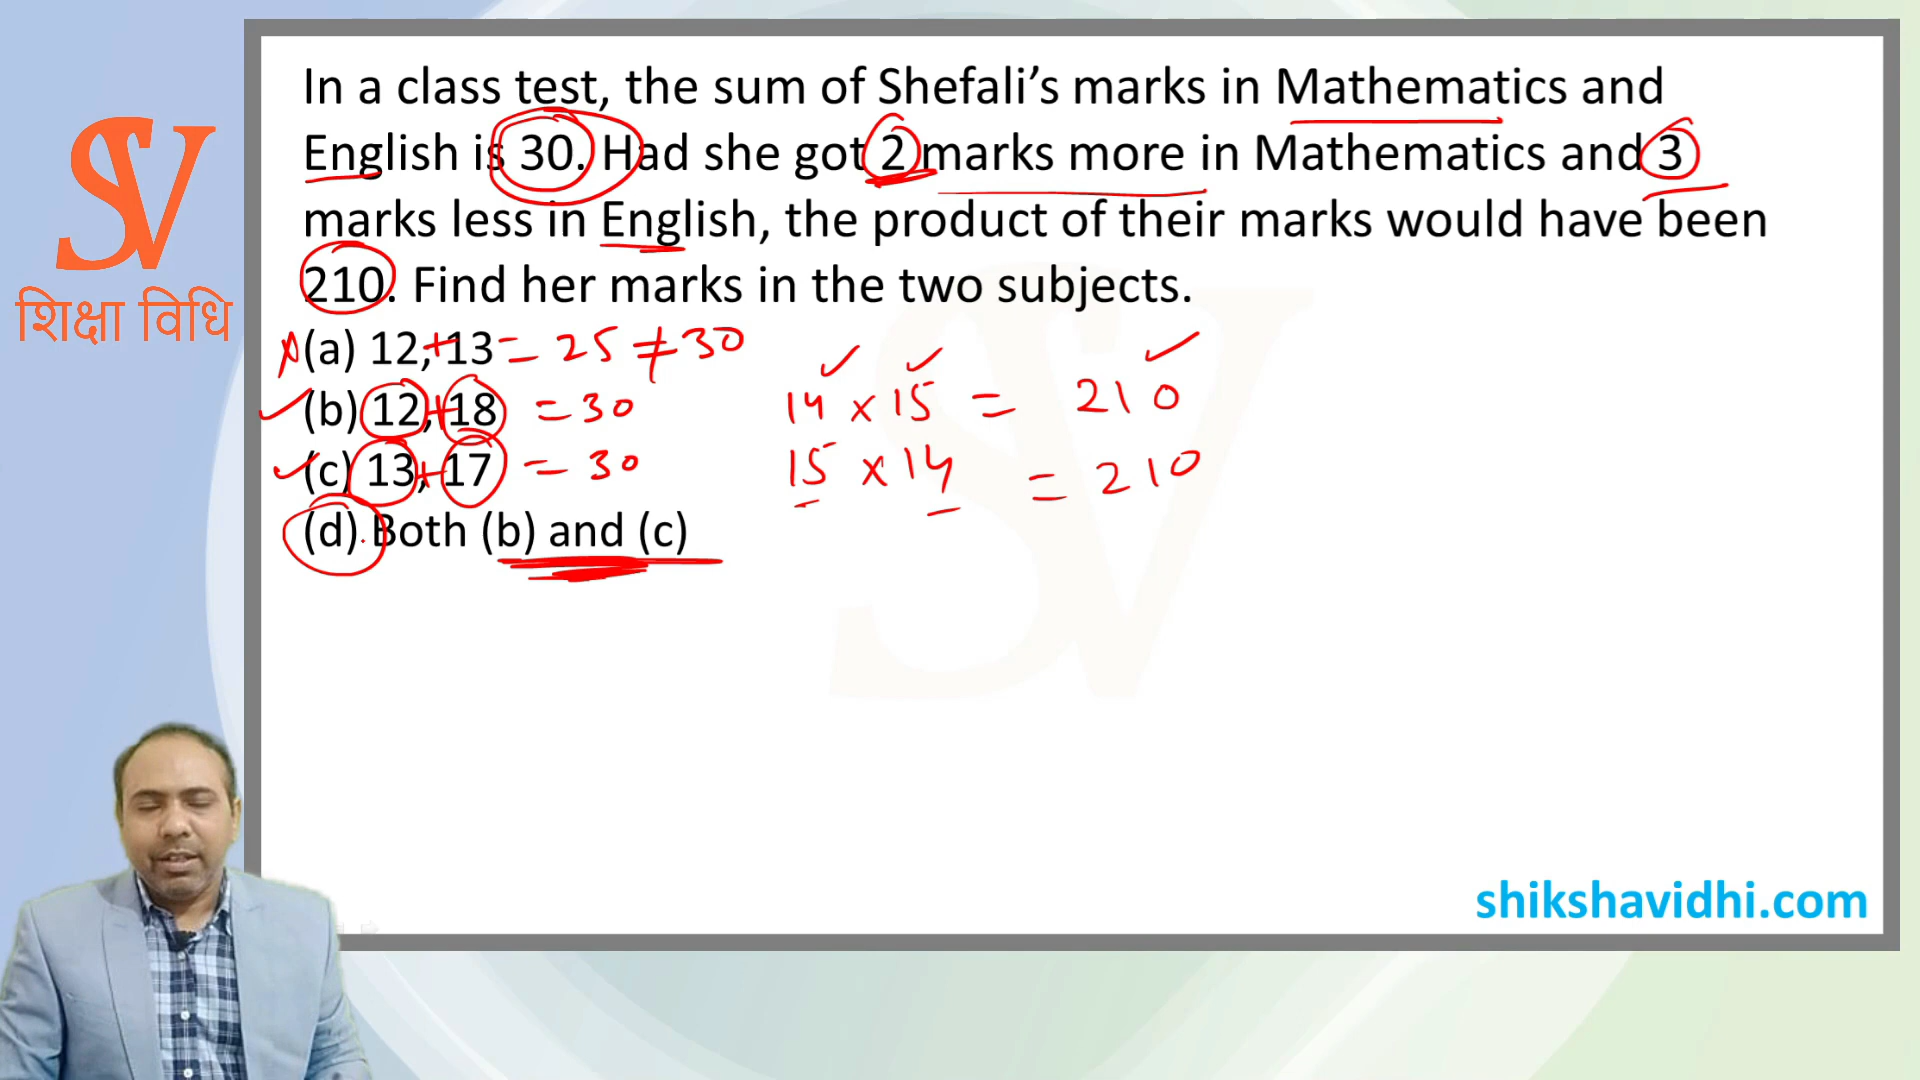 In a class test, the sum of Shefali’s marks in Mathematics and
English is 30. Had she got 2 marks more in Mathematics and 3
marks less in English, the product of their marks would have been
210. Find her marks in the two subjects.
(a) 12,+13 = 25 ≠ 30
(b) 12,+18 = 30 14 x 15 = 210
(c) 13,+17 = 30 15 x 14 = 210
(d) Both (b) and (c)
SV
शिक्षा विधि
shikshavidhi.com